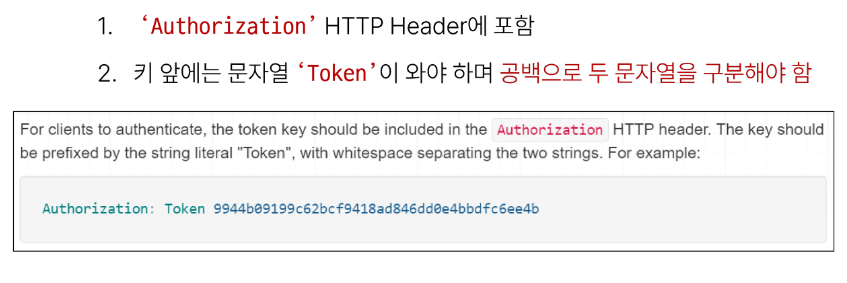 1. ‘Authorization’ HTTP Header에 포함
2. 키 앞에는 문자열 ‘Token’이 와야 하며 공백으로 두 문자열을 구분해야 함
For clients to authenticate, the token key should be included in the Authorization HTTP header. The key should
be prefixed by the string literal "Token", with whitespace separating the two strings. For example:
Authorization: Token 9944b09199c62bcf9418ad846dd0e4bbdfc6ee4b